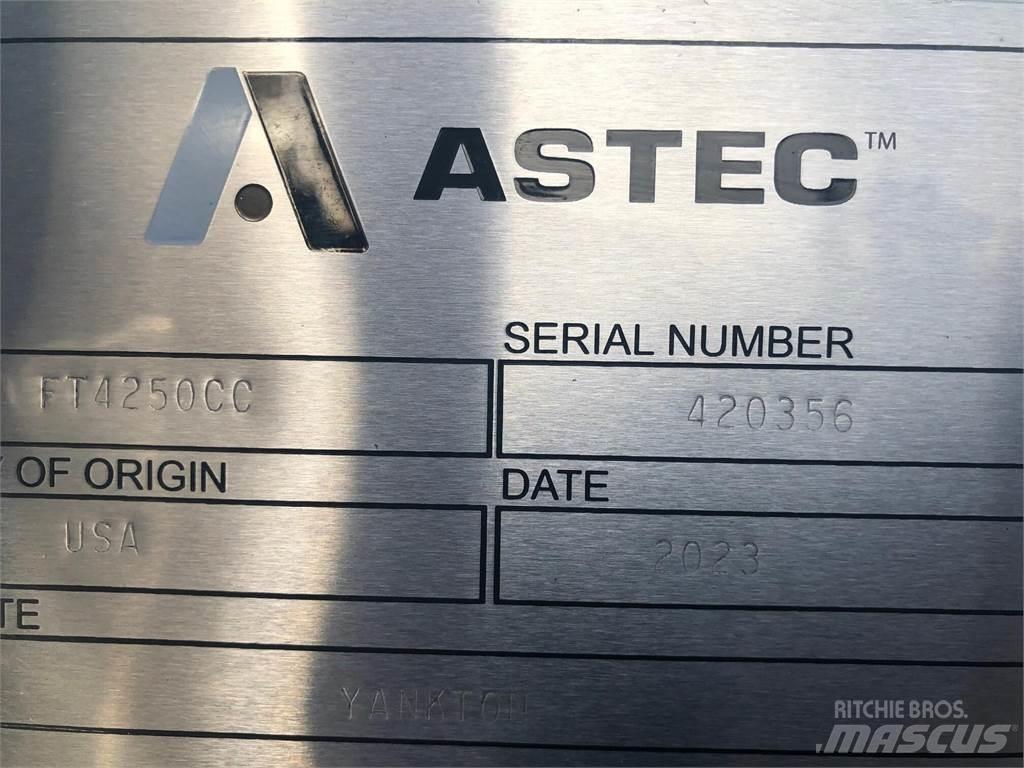 ASTEC™
SERIAL NUMBER
FT4250CC
420356
Y OF ORIGIN
DATE
USA
2023
TE
YANKTON
RITCHIE BROS.
MASCUS